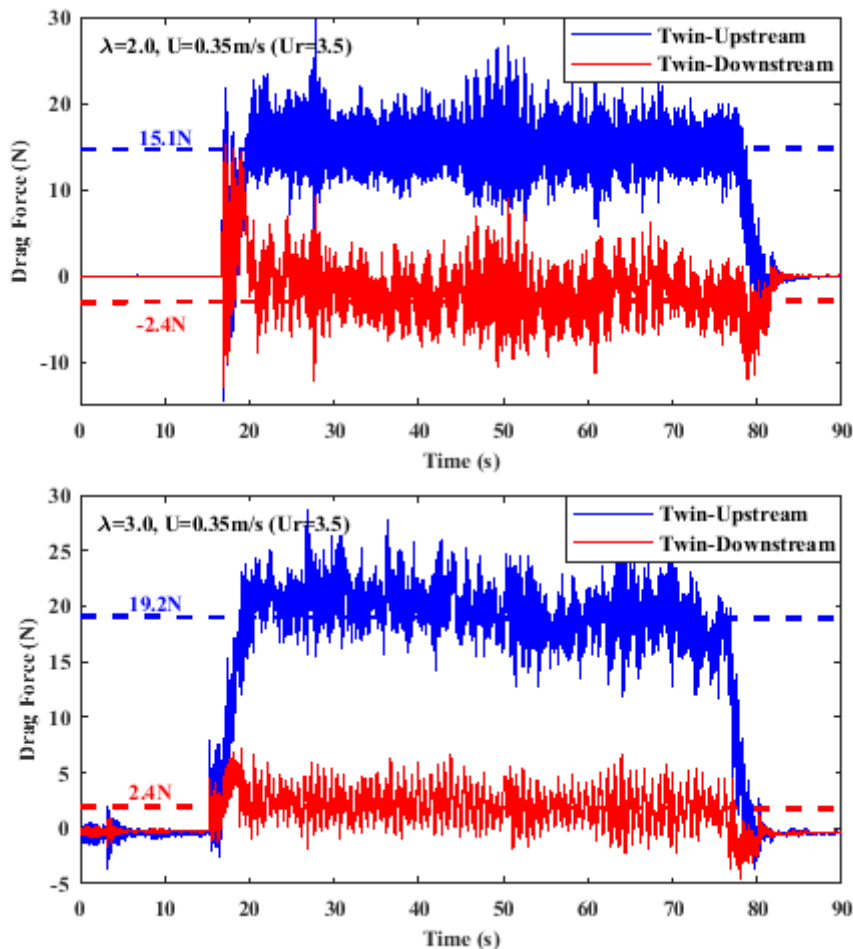 30
λ=2.0, U=0.35m/s (Ur=3.5)
Twin-Upstream
Twin-Downstream
20
15.1N
10
0
-2.4N
-10
Drag Force (N)
0 10 20 30 40 50 60 70 80 90
Time (s)
30
λ=3.0, U=0.35m/s (Ur=3.5)
Twin-Upstream
Twin-Downstream
25
20
19.2N
15
10
5
2.4N
0
-5
Drag Force (N)
0 10 20 30 40 50 60 70 80 90
Time (s)